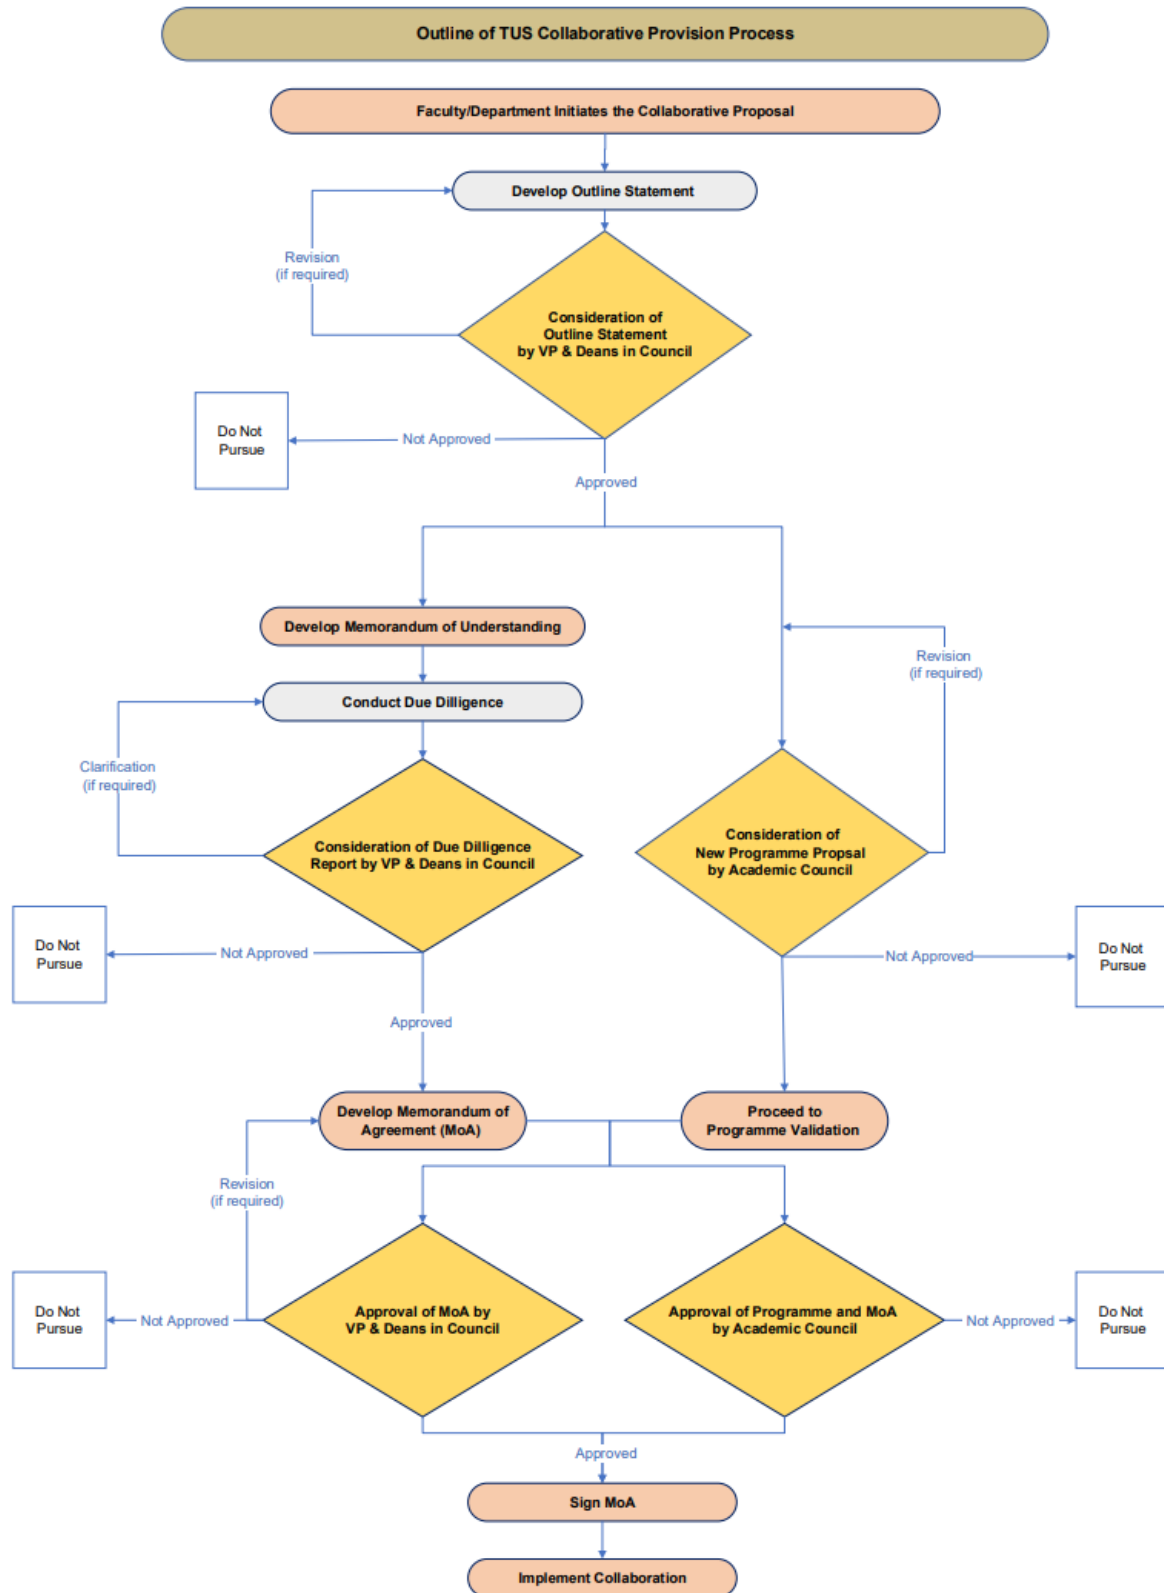 Outline of TUS Collaborative Provision Process
Faculty/Department Initiates the Collaborative Proposal
Develop Outline Statement
Revision
(if required)
Consideration of
Outline Statement
by VP & Deans in Council
Do Not
Pursue
Not Approved
Approved
Develop Memorandum of Understanding
Revision
(if required)
Conduct Due Dilligence
Clarification
(if required)
Consideration of Due Dilligence
Report by VP & Deans in Council
Consideration of
New Programme Propsal
by Academic Council
Do Not
Pursue
Not Approved
Not Approved
Do Not
Pursue
Approved
Develop Memorandum of
Agreement (MoA)
Proceed to
Programme Validation
Revision
(if required)
Do Not
Pursue
Not Approved
Approval of MoA by
VP & Deans in Council
Approval of Programme and MoA
by Academic Council
Not Approved
Do Not
Pursue
Approved
Sign MoA
Implement Collaboration